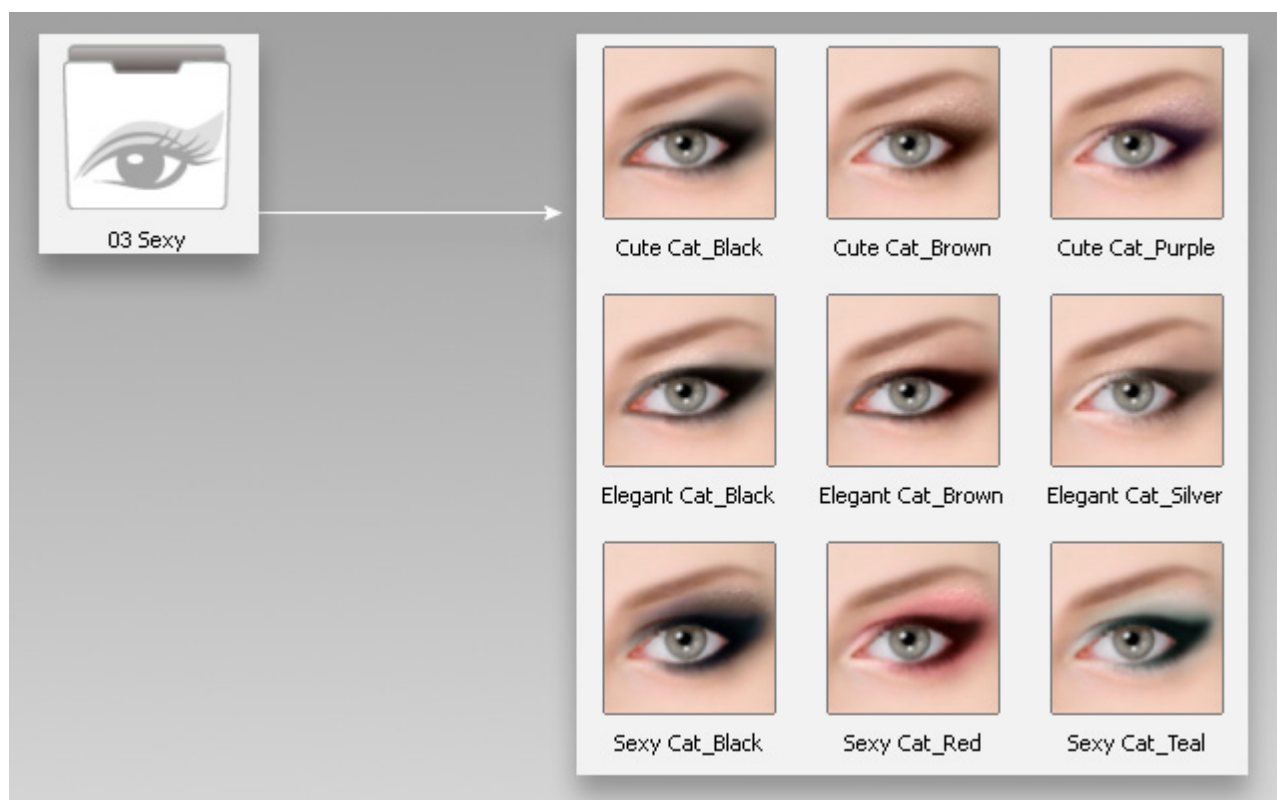 03 Sexy
Cute Cat_Black
Cute Cat_Brown
Cute Cat_Purple
Elegant Cat_Black
Elegant Cat_Brown
Elegant Cat_Silver
Sexy Cat_Black
Sexy Cat_Red
Sexy Cat_Teal